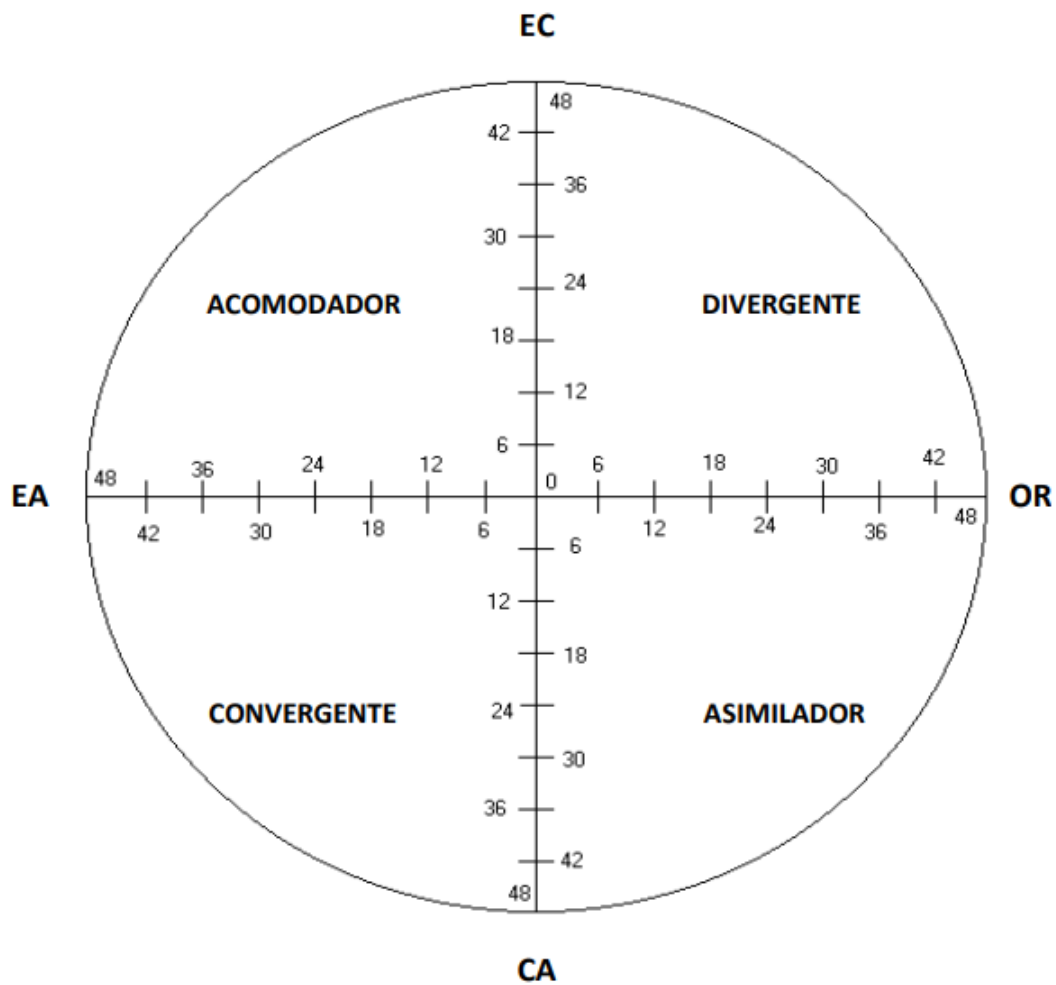 EC
48
42
36
30
24
ACOMODADOR DIVERGENTE
18
12
6
48 36 24 12 0 6 18 30 42
EA OR
42 30 18 6 12 24 36 48
6
12
18
24
CONVERGENTE ASIMILADOR
30
36
42
48
CA